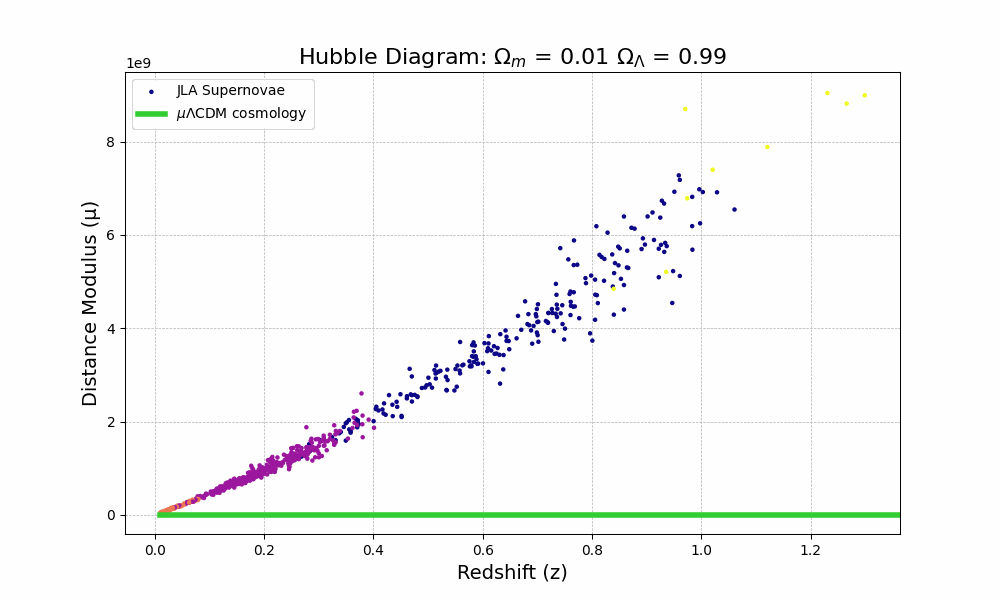 Hubble Diagram: Ωm = 0.01 ΩΛ = 0.99
1e9
JLA Supernovae
μΛCDM cosmology
Distance Modulus (μ)
8
6
4
2
0
0.0 0.2 0.4 0.6 0.8 1.0 1.2
Redshift (z)